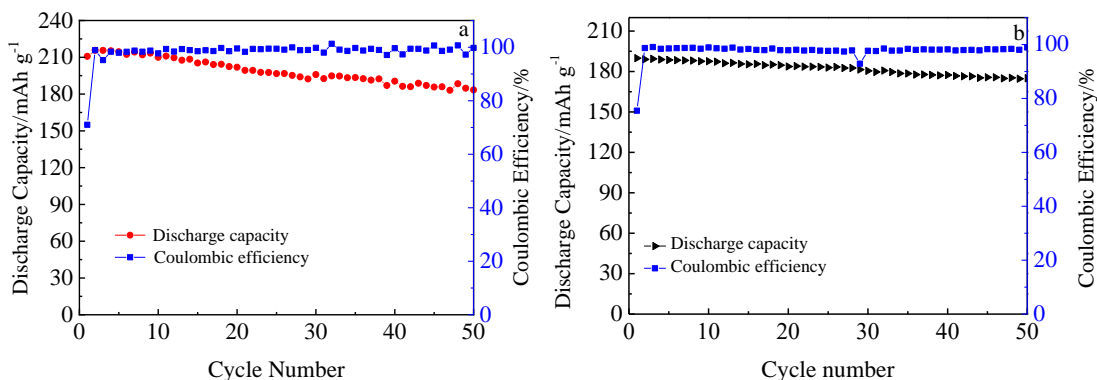 a
240
210
180
150
120
90
60
30
0
Discharge Capacity/mAh g⁻¹
100
80
60
40
20
0
Coulombic Efficiency/%
Discharge capacity
Coulombic efficiency
0 10 20 30 40 50
Cycle Number
b
210
180
150
120
90
60
30
0
Discharge Capacity/mAh g⁻¹
100
80
60
40
20
0
Coulombic Efficiency/%
Discharge capacity
Coulombic efficiency
0 10 20 30 40 50
Cycle number